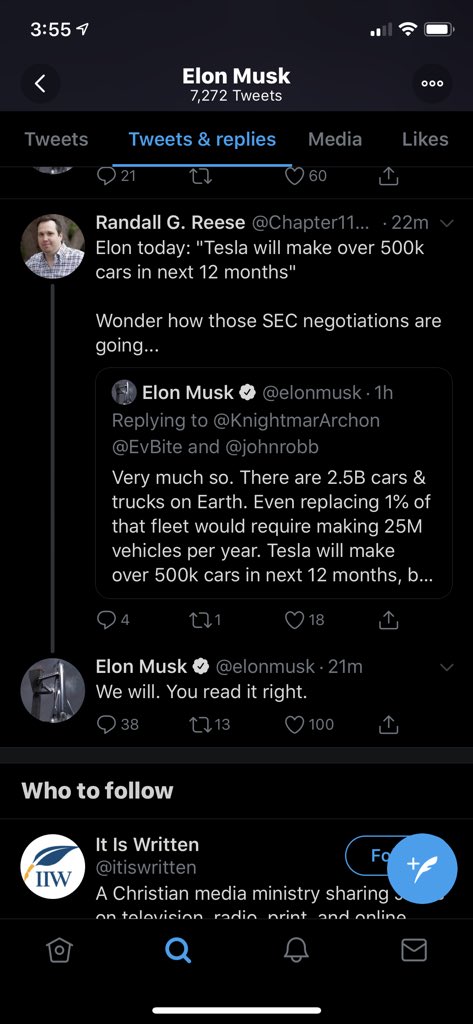 3:55
Elon Musk
7,272 Tweets
Tweets Tweets & replies Media Likes
21 60
Randall G. Reese @Chapter11... · 22m
Elon today: "Tesla will make over 500k
cars in next 12 months"
Wonder how those SEC negotiations are
going...
Elon Musk @elonmusk · 1h
Replying to @KnightmarArchon
@EvBite and @johnrobb
Very much so. There are 2.5B cars &
trucks on Earth. Even replacing 1% of
that fleet would require making 25M
vehicles per year. Tesla will make
over 500k cars in next 12 months, b...
4 1 18
Elon Musk @elonmusk · 21m
We will. You read it right.
38 13 100
Who to follow
It Is Written
IIW
@itiswritten
Fo
A Christian media ministry sharing
on television, radio, print, and online